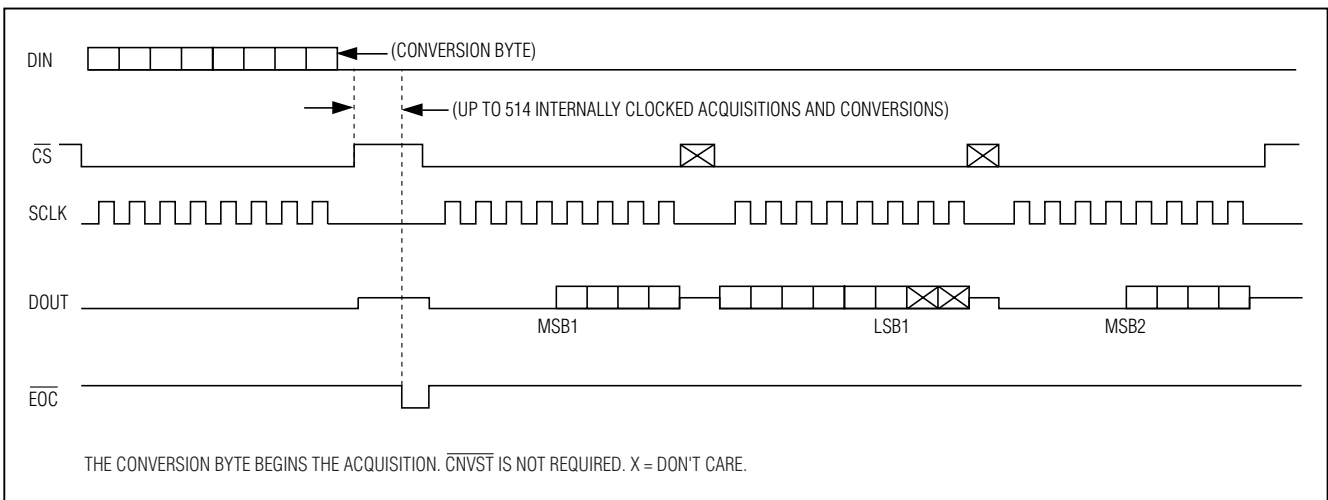 DIN
(CONVERSION BYTE)
(UP TO 514 INTERNALLY CLOCKED ACQUISITIONS AND CONVERSIONS)
CS
SCLK
DOUT
MSB1
LSB1
MSB2
EOC
THE CONVERSION BYTE BEGINS THE ACQUISITION. CNVST IS NOT REQUIRED. X = DON'T CARE.